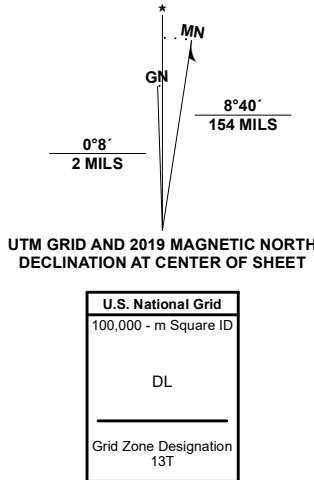 ★
MN
GN
8°40´
154 MILS
0°8´
2 MILS
UTM GRID AND 2019 MAGNETIC NORTH
DECLINATION AT CENTER OF SHEET
U.S. National Grid
100,000 - m Square ID
DL
Grid Zone Designation
13T